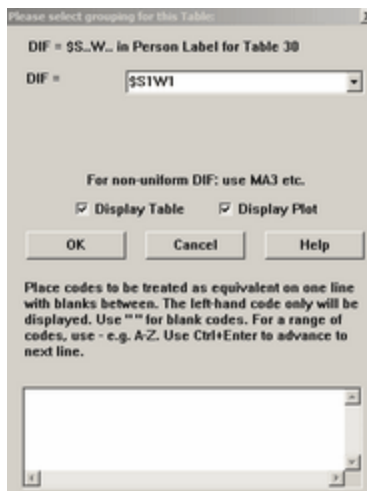 Please select grouping for this Table:
DIF = $S..W.. in Person Label for Table 30
DIF = $S1W1
For non-uniform DIF: use MA3 etc.
Display Table Display Plot
OK Cancel Help
Place codes to be treated as equivalent on one line
with blanks between. The left-hand code only will be
displayed. Use " " for blank codes. For a range of
codes, use - e.g. A-Z. Use Ctrl+Enter to advance to
next line.